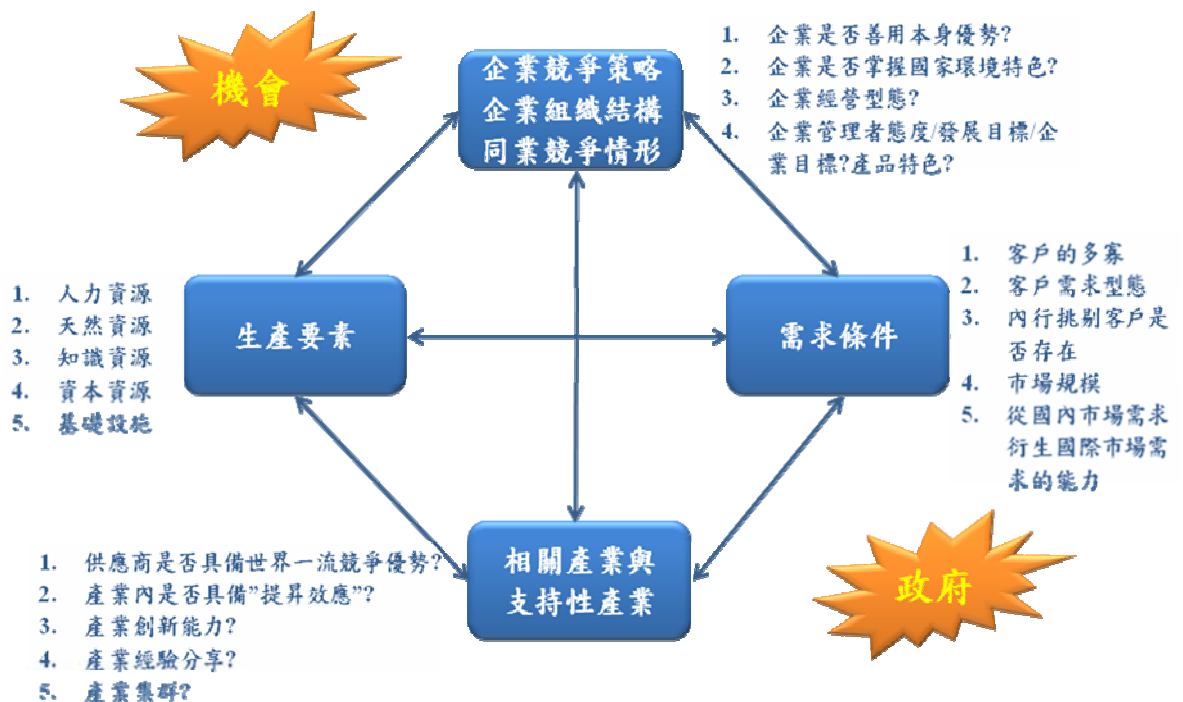 機會
企業競爭策略
企業組織結構
同業競爭情形
1. 企業是否善用本身優勢?
2. 企業是否掌握國家環境特色?
3. 企業經營型態?
4. 企業管理者態度/發展目標/企
業目標?產品特色?
1. 人力資源
2. 天然資源
3. 知識資源
4. 資本資源
5. 基礎設施
生產要素
需求條件
1. 客戶的多寡
2. 客戶需求型態
3. 內行挑剔客戶是
否存在
4. 市場規模
5. 從國內市場需求
衍生國際市場需
求的能力
1. 供應商是否具備世界一流競爭優勢?
2. 產業內是否具備”提昇效應”?
3. 產業創新能力?
4. 產業經驗分享?
5. 產業集群?
相關產業與
支持性產業
政府